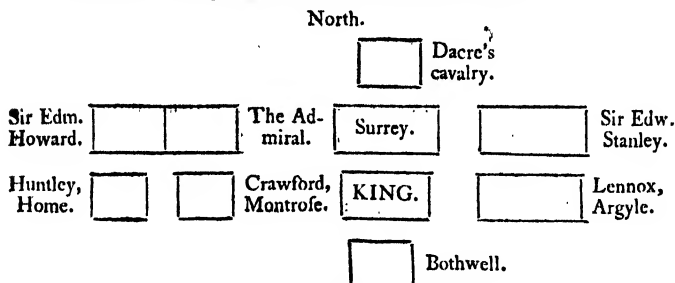 North.
Dacre's
cavalry.
Sir Edm.
Howard.
The Ad-
miral.
Surrey.
Sir Edw.
Stanley.
Huntley,
Home.
Crawford,
Montroſe.
KING.
Lennox,
Argyle.
Bothwell.